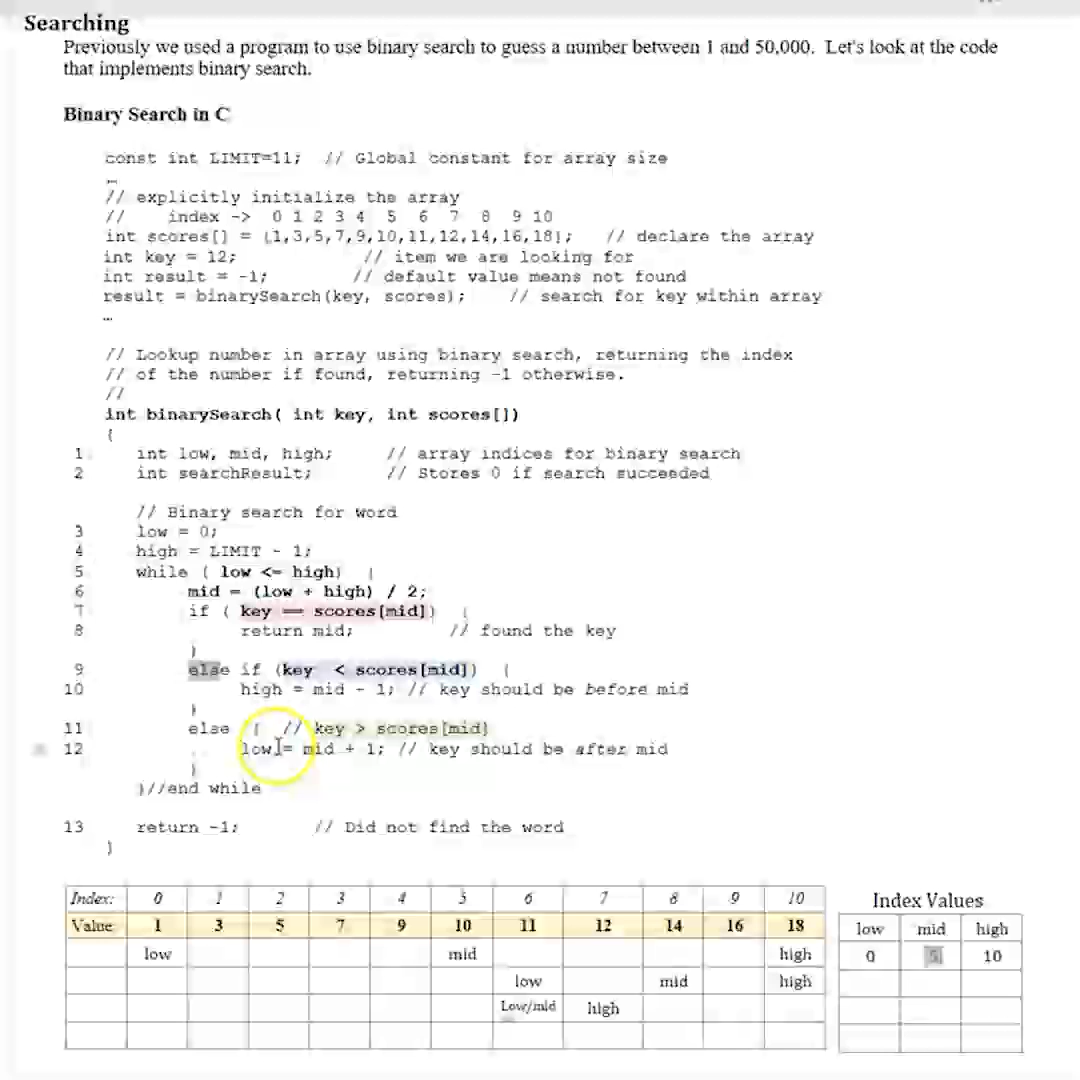 Searching
Previously we used a program to use binary search to guess a number between 1 and 50,000. Let's look at the code
that implements binary search.
Binary Search in C
const int LIMIT=11; // Global constant for array size
…
// explicitly initialize the array
// index -> 0 1 2 3 4 5 6 7 8 9 10
int scores[] = {1,3,5,7,9,10,11,12,14,16,18}; // declare the array
int key = 12; // item we are looking for
int result = -1; // default value means not found
result = binarySearch(key, scores); // search for key within array
…
// Lookup number in array using binary search, returning the index
// of the number if found, returning -1 otherwise.
//
int binarySearch( int key, int scores[])
{
1 int low, mid, high; // array indices for binary search
2 int searchResult; // Stores 0 if search succeeded
// Binary search for word
3 low = 0;
4 high = LIMIT - 1;
5 while ( low <= high) {
6 mid = (low + high) / 2;
7 if ( key == scores[mid]) {
8 return mid; // found the key
}
9 else if (key < scores[mid]) {
10 high = mid - 1; // key should be before mid
}
11 else { // key > scores[mid]
12 low = mid + 1; // key should be after mid
}
}//end while
13 return -1; // Did not find the word
}
Index: 0 1 2 3 4 5 6 7 8 9 10
Value 1 3 5 7 9 10 11 12 14 16 18
low mid high
low mid high
Low/mid high
Index Values
low mid high
0 5 10